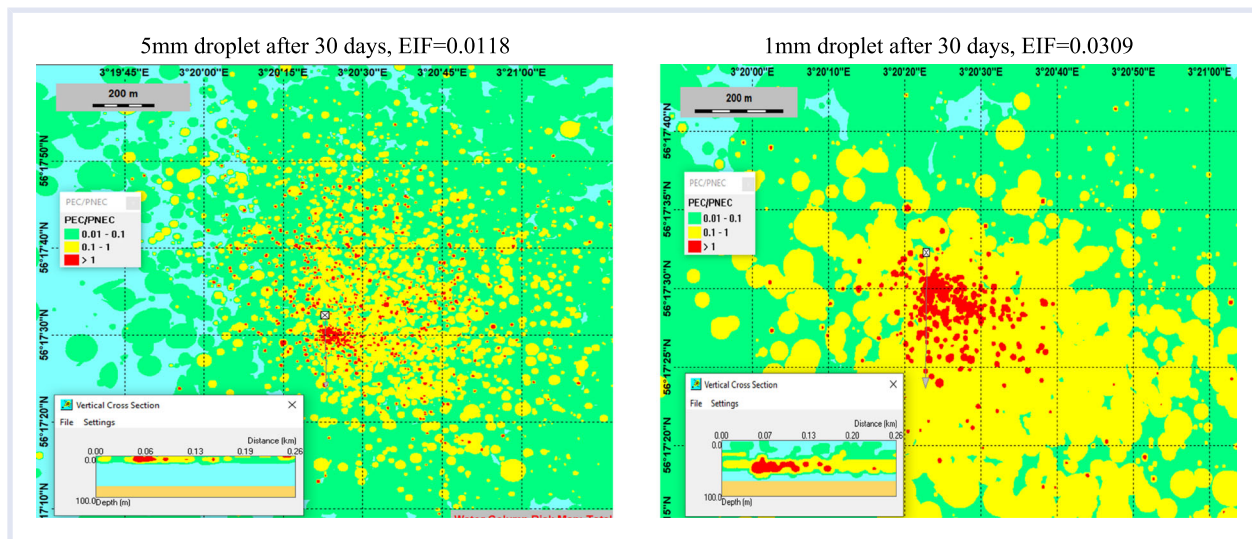 5mm droplet after 30 days, EIF=0.0118
3°19'45"E 3°20'00"E 3°20'15"E 3°20'30"E 3°20'45"E 3°21'00"E
200 m
56°17'50"N
PEC/PNEC
PEC/PNEC
0.01 - 0.1
0.1 - 1
> 1
56°17'40"N
56°17'30"N
56°17'20"N
17'10"N
Vertical Cross Section
File Settings
Distance (km)
0.00 0.06 0.13 0.19 0.26
0.0
100.0
Depth (m)
1mm droplet after 30 days, EIF=0.0309
3°20'00"E 3°20'10"E 3°20'20"E 3°20'30"E 3°20'40"E 3°20'50"E 3°21'00"E
200 m
56°17'40"N
PEC/PNEC
PEC/PNEC
0.01 - 0.1
0.1 - 1
> 1
56°17'35"N
56°17'30"N
56°17'25"N
56°17'20"N
5"N
Vertical Cross Section
File Settings
Distance (km)
0.00 0.07 0.13 0.20 0.26
0.0
100.0
Depth (m)